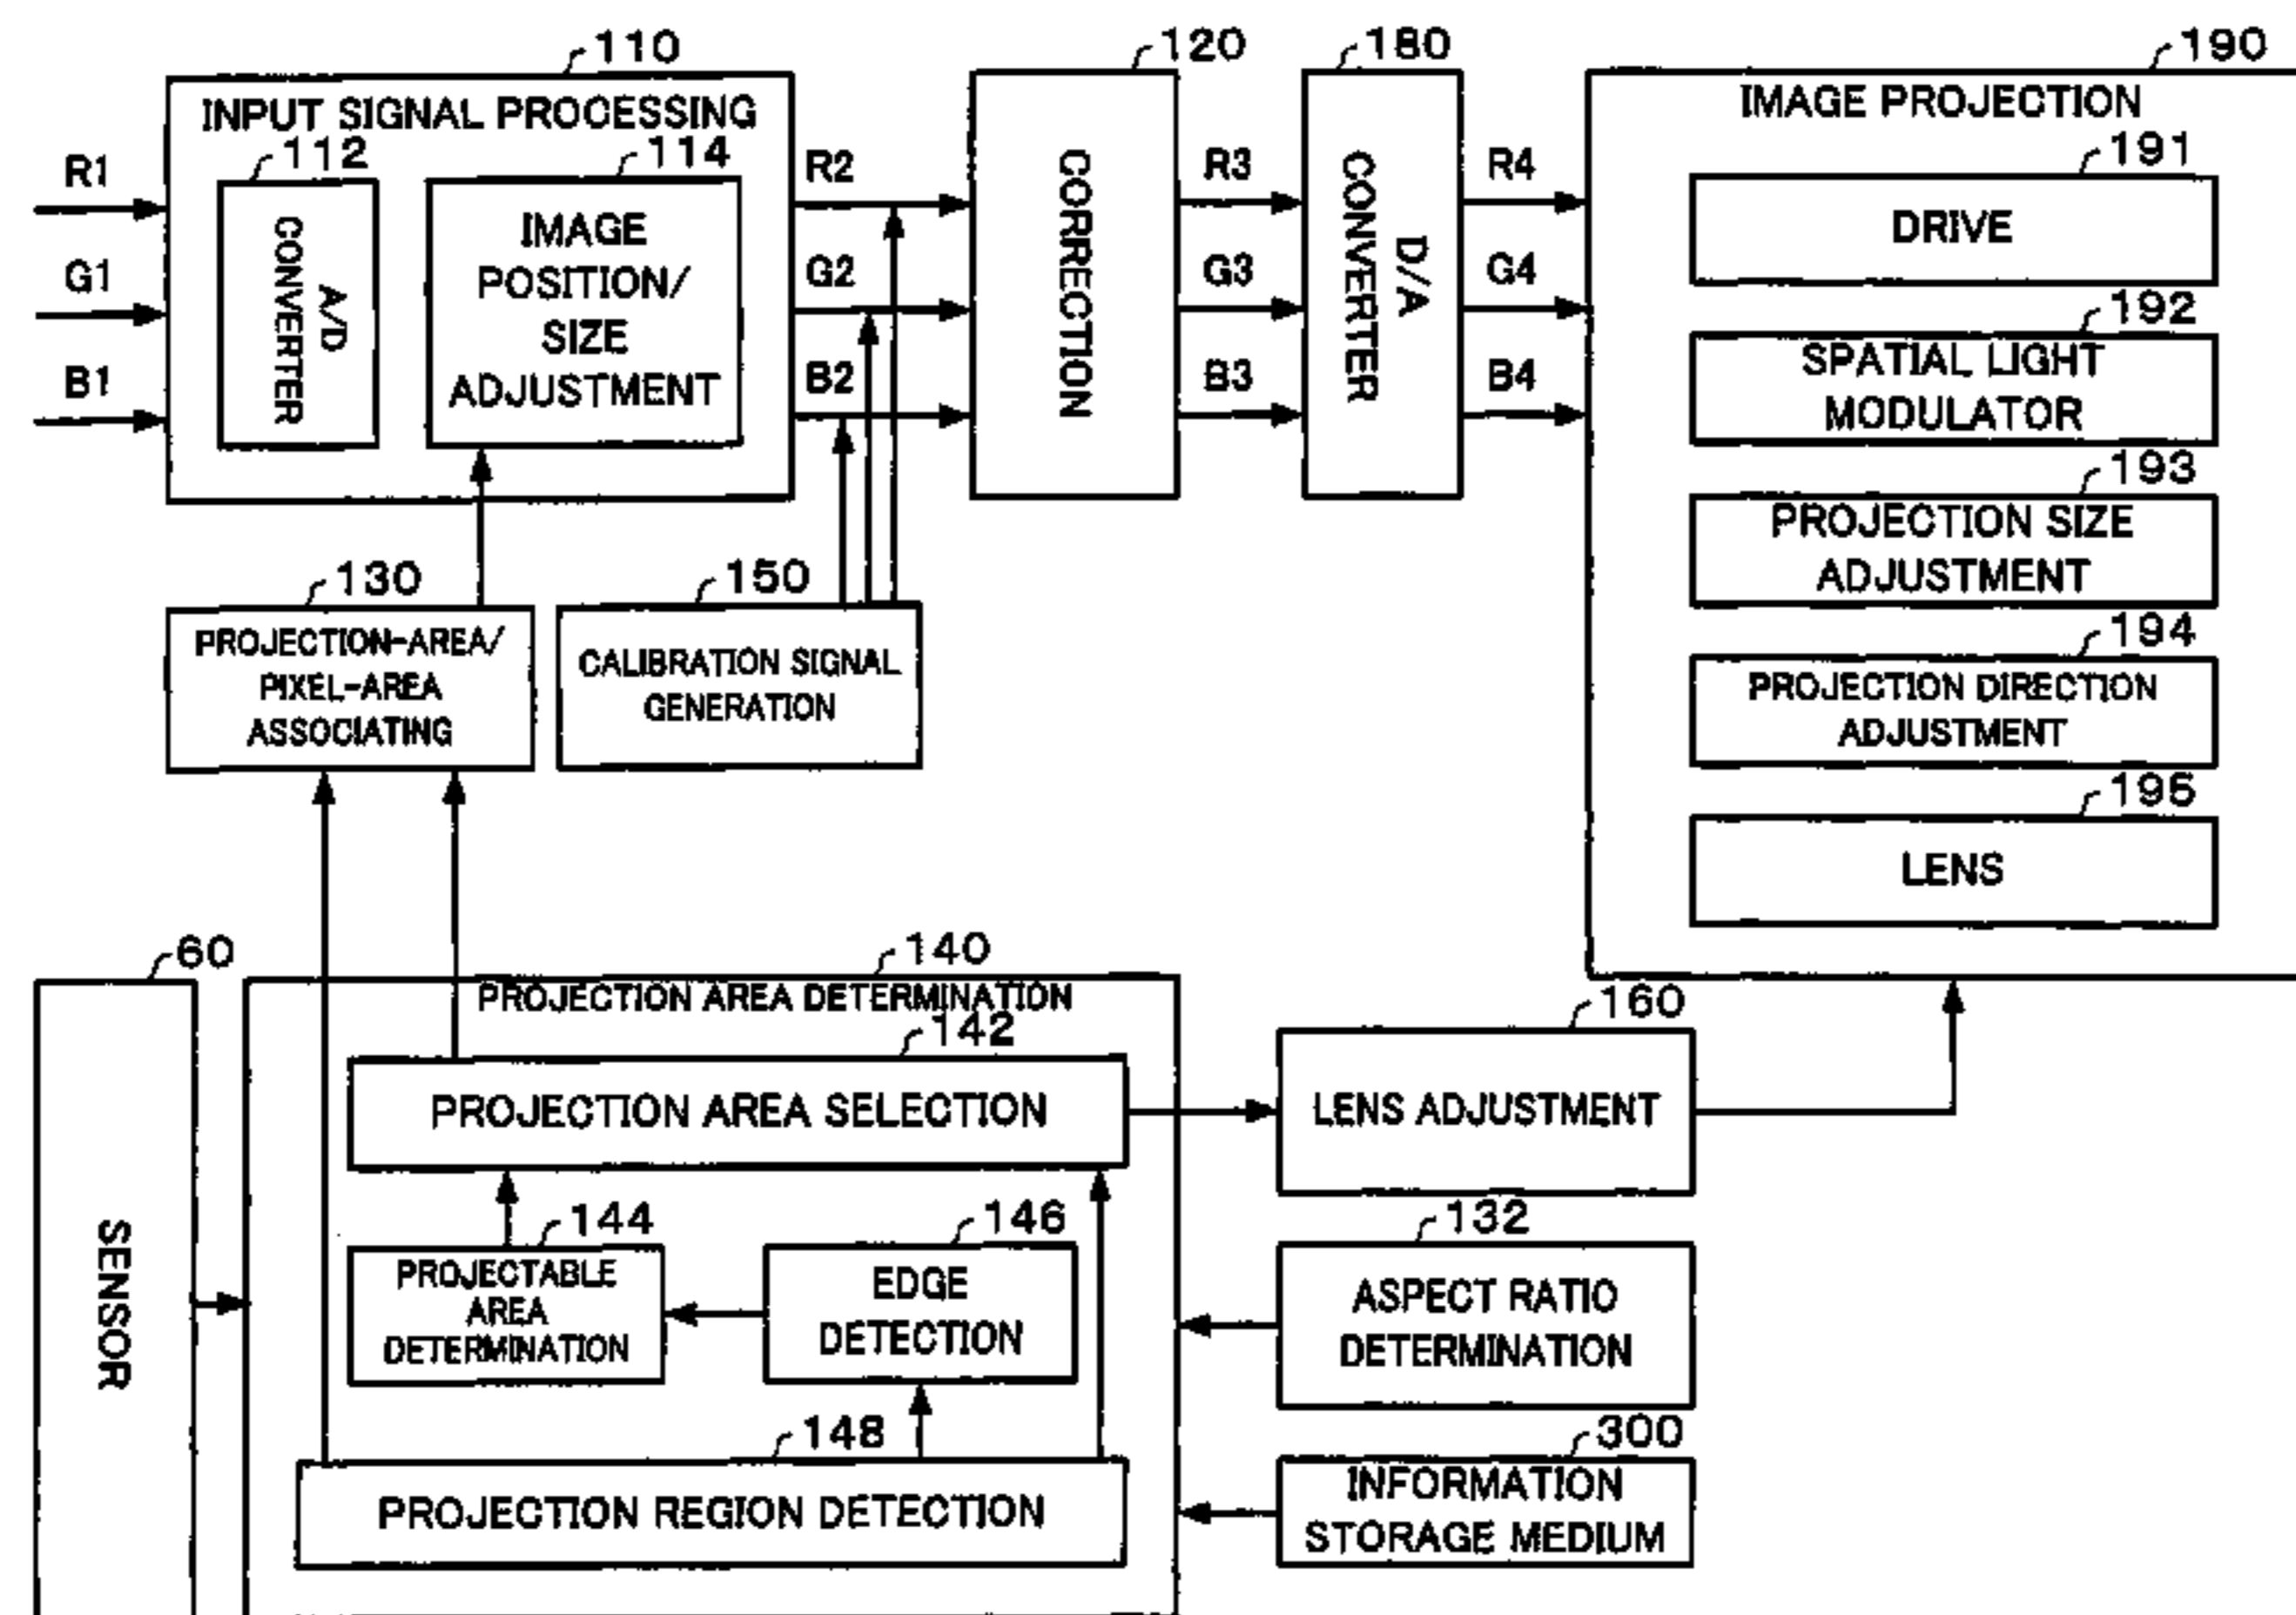 110
120
180
190
INPUT SIGNAL PROCESSING
IMAGE PROJECTION
112
114
R1
G1
B1
A/D
CONVERTER
IMAGE
POSITION/
SIZE
ADJUSTMENT
R2
G2
B2
CORRECTION
R3
G3
B3
D/A
CONVERTER
R4
G4
B4
191
DRIVE
192
SPATIAL LIGHT
MODULATOR
193
PROJECTION SIZE
ADJUSTMENT
194
PROJECTION DIRECTION
ADJUSTMENT
195
LENS
130
PROJECTION-AREA/
PIXEL-AREA
ASSOCIATING
150
CALIBRATION SIGNAL
GENERATION
60
SENSOR
140
PROJECTION AREA DETERMINATION
142
PROJECTION AREA SELECTION
144
PROJECTABLE
AREA
DETERMINATION
146
EDGE
DETECTION
148
PROJECTION REGION DETECTION
160
LENS ADJUSTMENT
132
ASPECT RATIO
DETERMINATION
300
INFORMATION
STORAGE MEDIUM